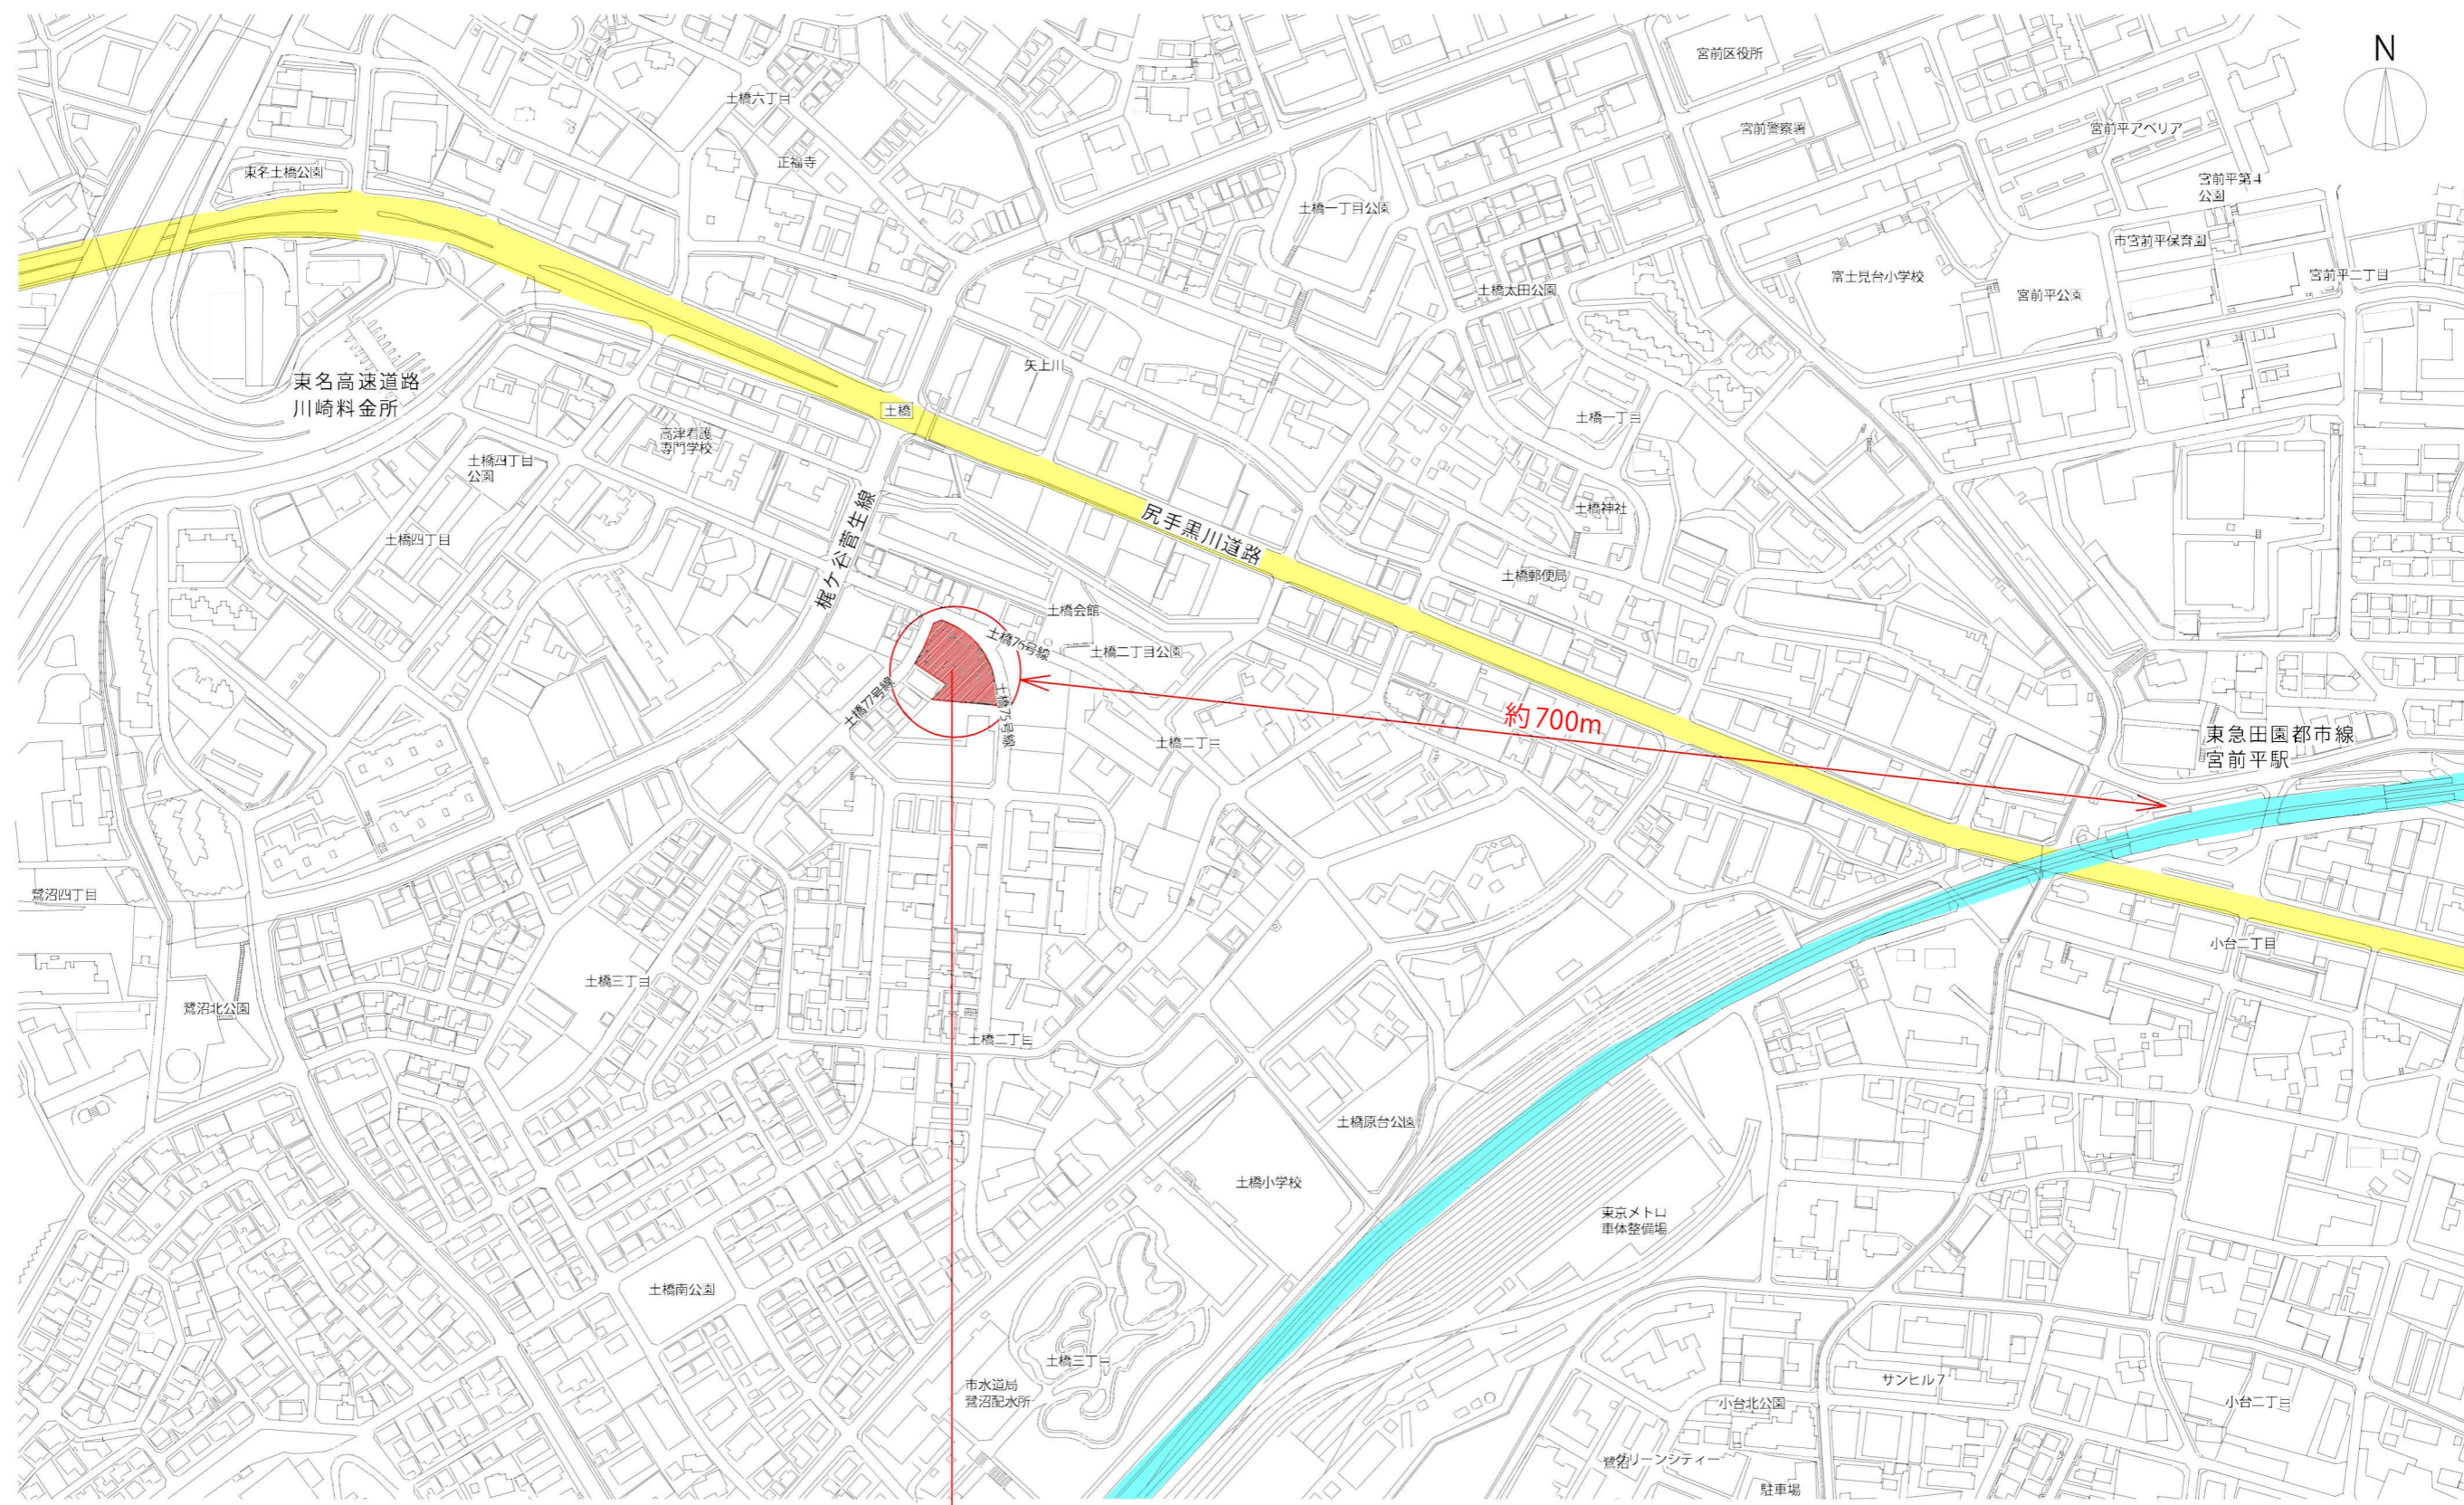 宮前区役所
N
土橋六丁目
宮前警察署
宮前平アベリア
正福寺
東名土橋公園
宮前平第4
公園
土橋一丁目公園
市宮前平保育園
富士見台小学校
宮前平二丁目
土橋太田公園
宮前平公園
矢上川
東名高速道路
川崎料金所
土橋
土橋一丁目
高津看護
専門学校
土橋四丁目
公園
梶ケ谷菅生線
尻手黒川道路
土橋神社
土橋四丁目
土橋郵便局
土橋会館
土橋76号線
土橋二丁目公園
土橋77号線
土橋75号線
約700m
土橋二丁目
東急田園都市線
宮前平駅
鷺沼四丁目
小台二丁目
土橋三丁目
鷺沼北公園
土橋二丁目
土橋原台公園
土橋小学校
東京メトロ
車体整備場
土橋南公園
土橋三丁目
市水道局
鷺沼配水所
サンヒル7
小台北公園
小台二丁目
鷺沼グリーンシティー
駐車場